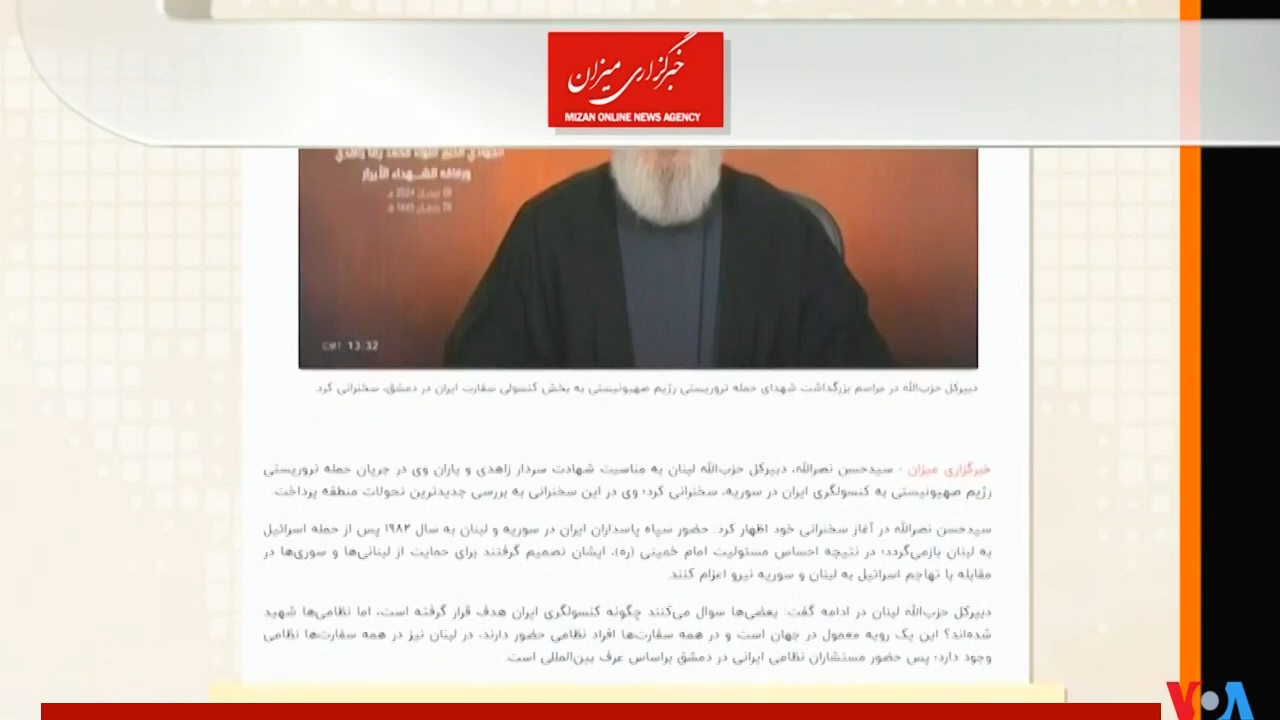 خبرگزاری میزان
MIZAN ONLINE NEWS AGENCY
ورفاقه الشهداء الأبرار
GMT 13:32
دبیرکل حزب‌الله در مراسم بزرگداشت شهدای حمله تروریستی رژیم صهیونیستی به بخش کنسولی سفارت ایران در دمشق، سخنرانی کرد.
خبرگزاری میزان - سیدحسن نصرالله، دبیرکل حزب‌الله لبنان به مناسبت شهادت سردار زاهدی و یاران وی در جریان حمله تروریستی
رژیم صهیونیستی به کنسولگری ایران در سوریه، سخنرانی کرد؛ وی در این سخنرانی به بررسی جدیدترین تحولات منطقه پرداخت.
سیدحسن نصرالله در آغاز سخنرانی خود اظهار کرد: حضور سپاه پاسداران ایران در سوریه و لبنان به سال ۱۹۸۲ پس از حمله اسرائیل
به لبنان بازمی‌گردد؛ در نتیجه احساس مسئولیت امام خمینی (ره)، ایشان تصمیم گرفتند برای حمایت از لبنانی‌ها و سوری‌ها در
مقابله با تهاجم اسرائیل به لبنان و سوریه نیرو اعزام کنند.
دبیرکل حزب‌الله لبنان در ادامه گفت: بعضی‌ها سوال می‌کنند چگونه کنسولگری ایران هدف قرار گرفته است، اما نظامی‌ها شهید
شده‌اند؟ این یک رویه معمول در جهان است و در همه سفارت‌ها افراد نظامی حضور دارند، در لبنان نیز در همه سفارت‌ها نظامی
وجود دارد؛ پس حضور مستشاران نظامی ایرانی در دمشق براساس عرف بین‌المللی است.
VOA